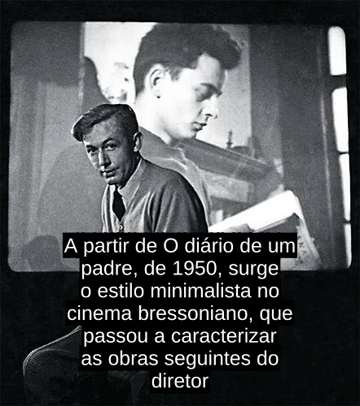 A partir de O diário de um
padre, de 1950, surge
o estilo minimalista no
cinema bressoniano, que
passou a caracterizar
as obras seguintes do
diretor